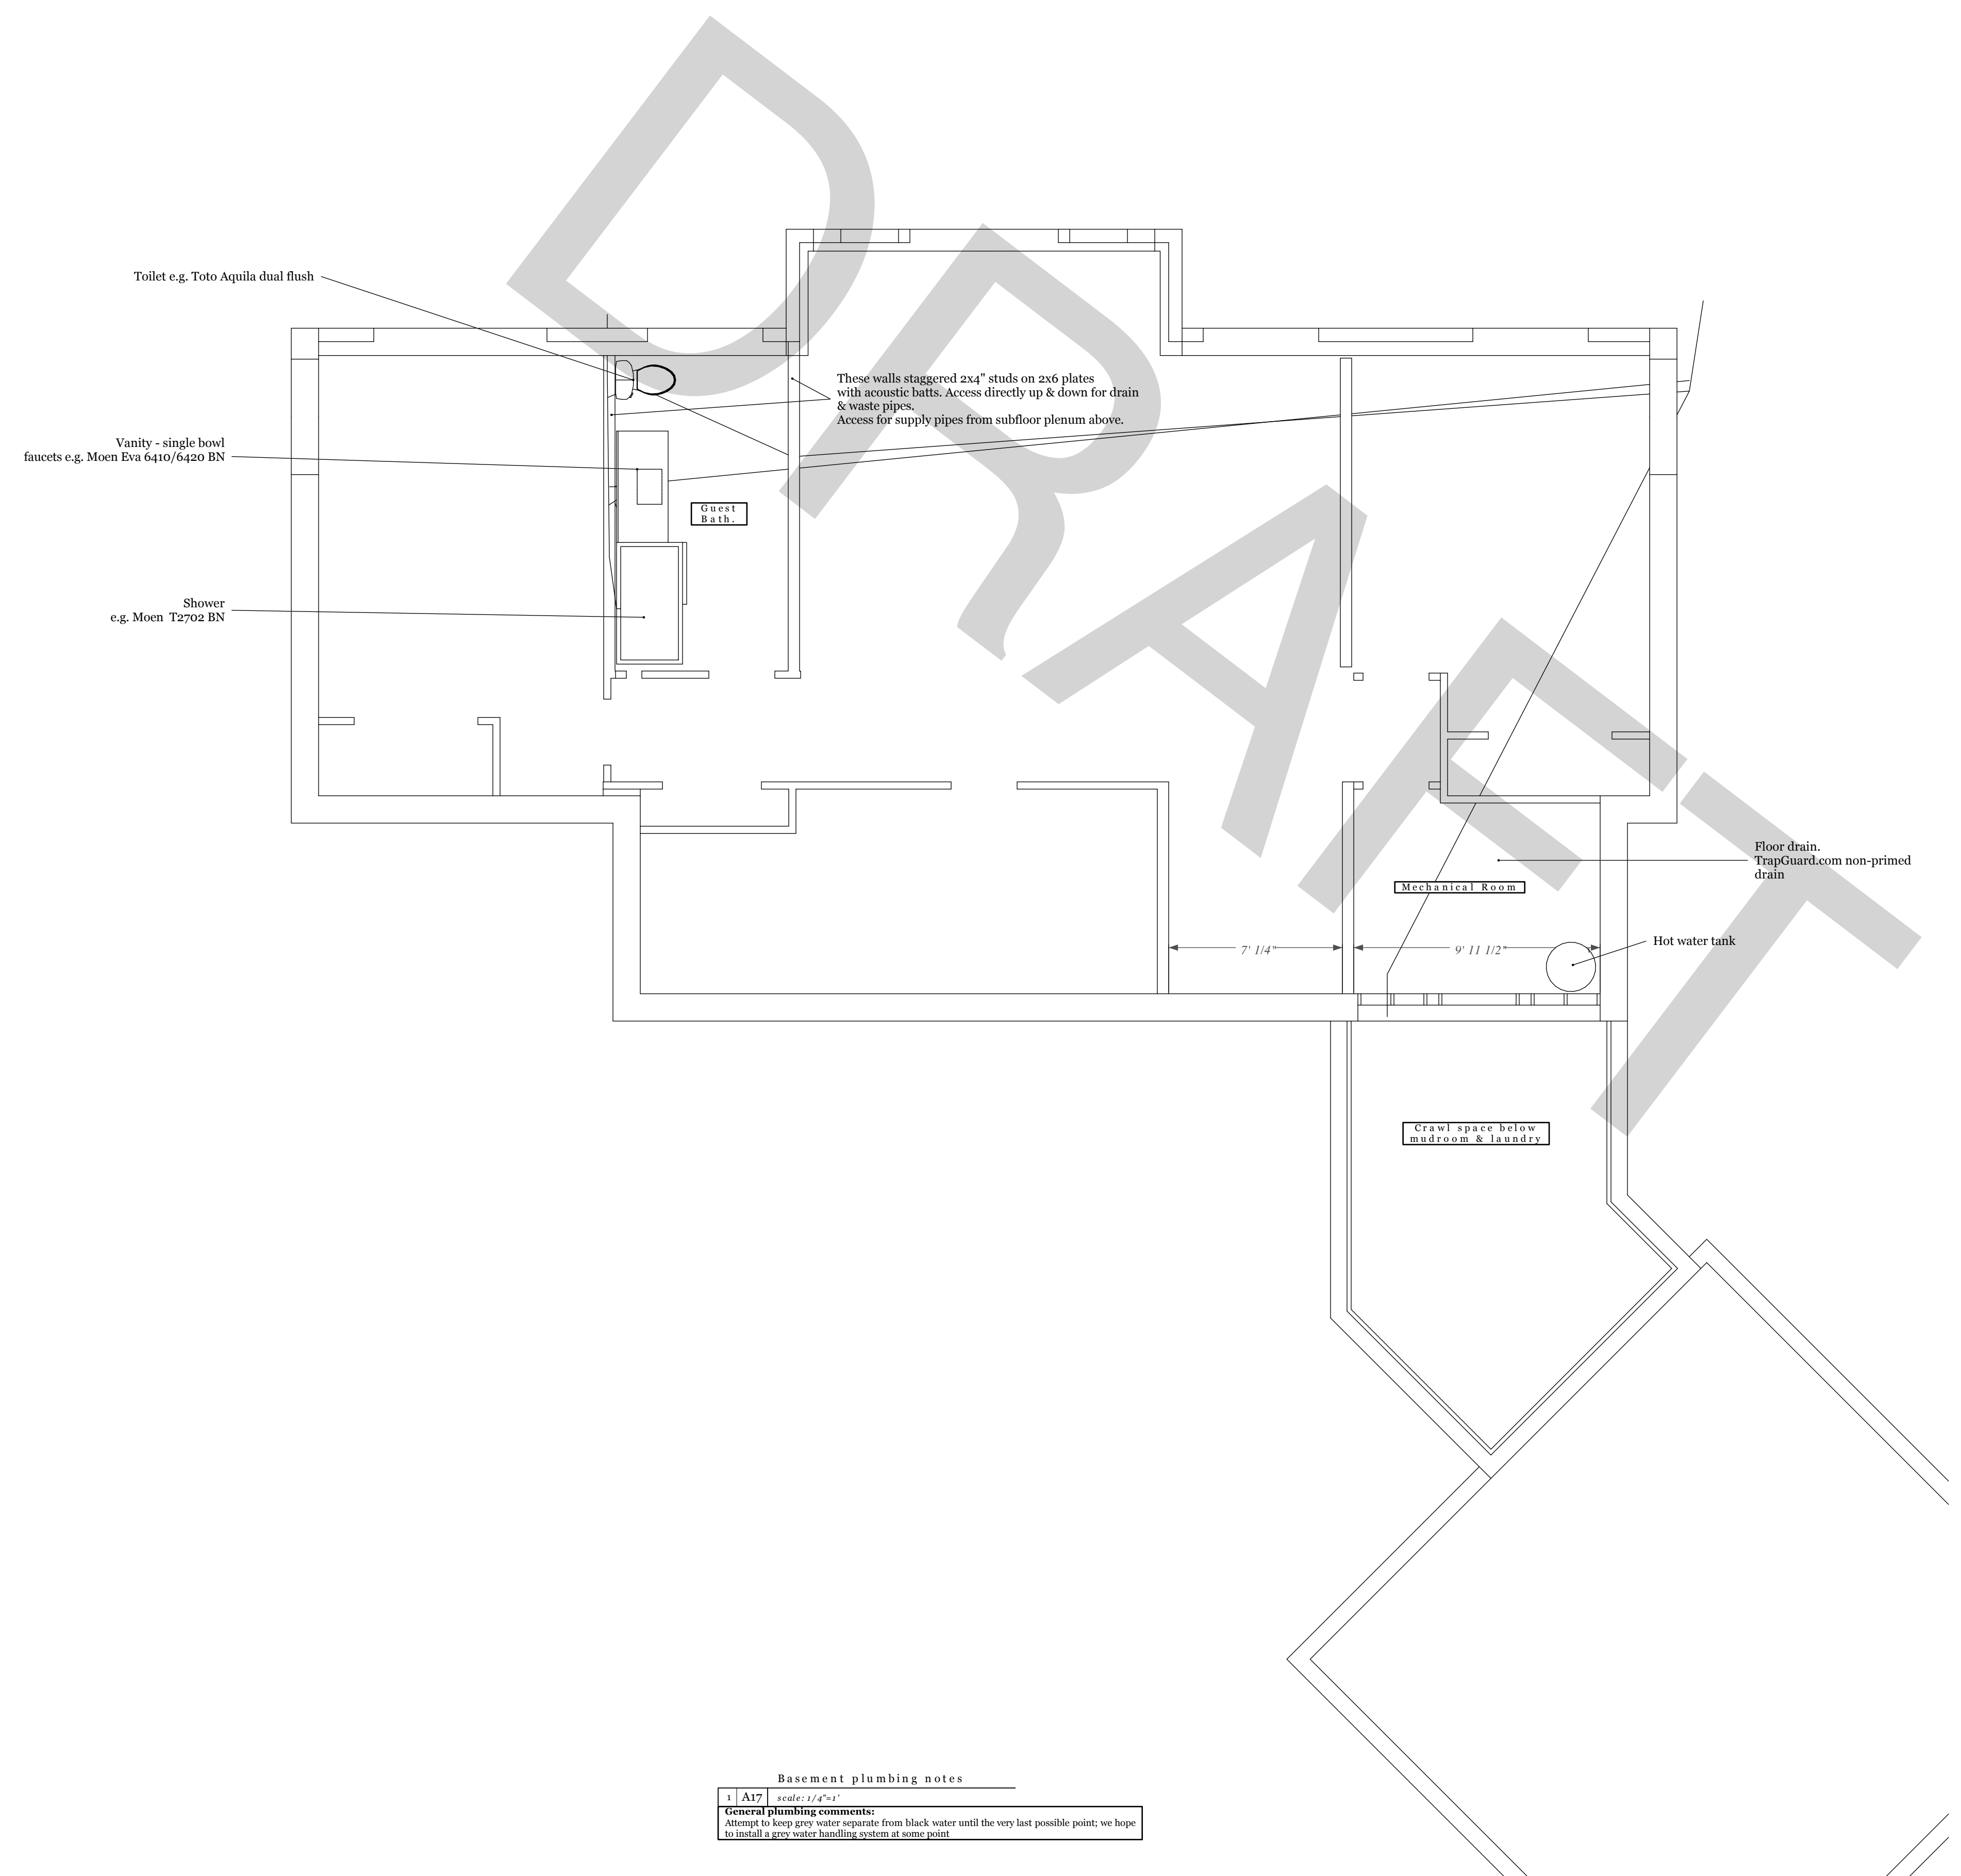 DRAFT
Toilet e.g. Toto Aquila dual flush
These walls staggered 2x4" studs on 2x6 plates
with acoustic batts. Access directly up & down for drain
& waste pipes.
Access for supply pipes from subfloor plenum above.
Vanity - single bowl
faucets e.g. Moen Eva 6410/6420 BN
Guest
Bath.
Shower
e.g. Moen T2702 BN
Floor drain.
TrapGuard.com non-primed
drain
Mechanical Room
Hot water tank
7' 1/4"
9' 11 1/2"
Crawl space below
mudroom & laundry
Basement plumbing notes
1 A17 scale: 1/4"=1'
General plumbing comments:
Attempt to keep grey water separate from black water until the very last possible point; we hope
to install a grey water handling system at some point